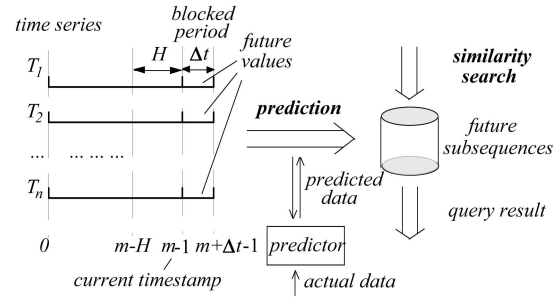 time series
blocked
period
H
Δt
future
values
T1
T2
... ... ... ...
Tn
0
m-H
m-1
m+Δt-1
current timestamp
prediction
predicted
data
predictor
actual data
similarity
search
future
subsequences
query result